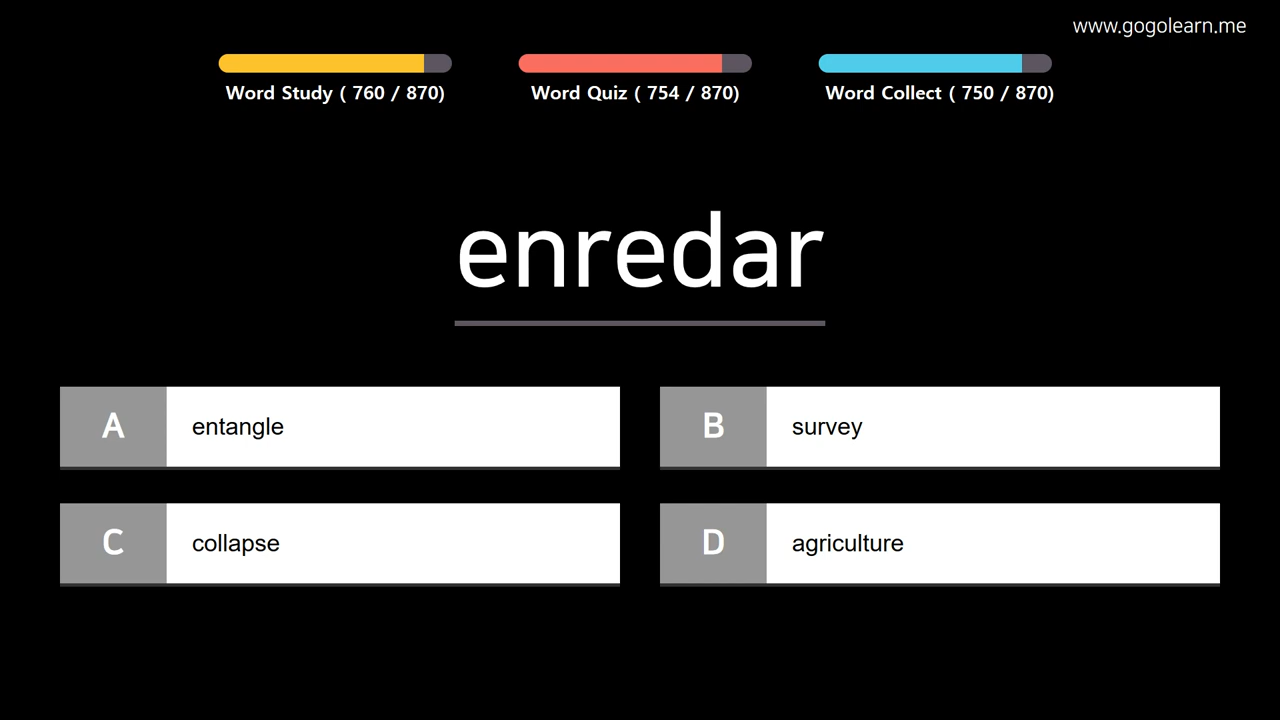 www.gogolearn.me
Word Study ( 760 / 870)
Word Quiz ( 754 / 870)
Word Collect ( 750 / 870)
enredar
A entangle
B survey
C collapse
D agriculture